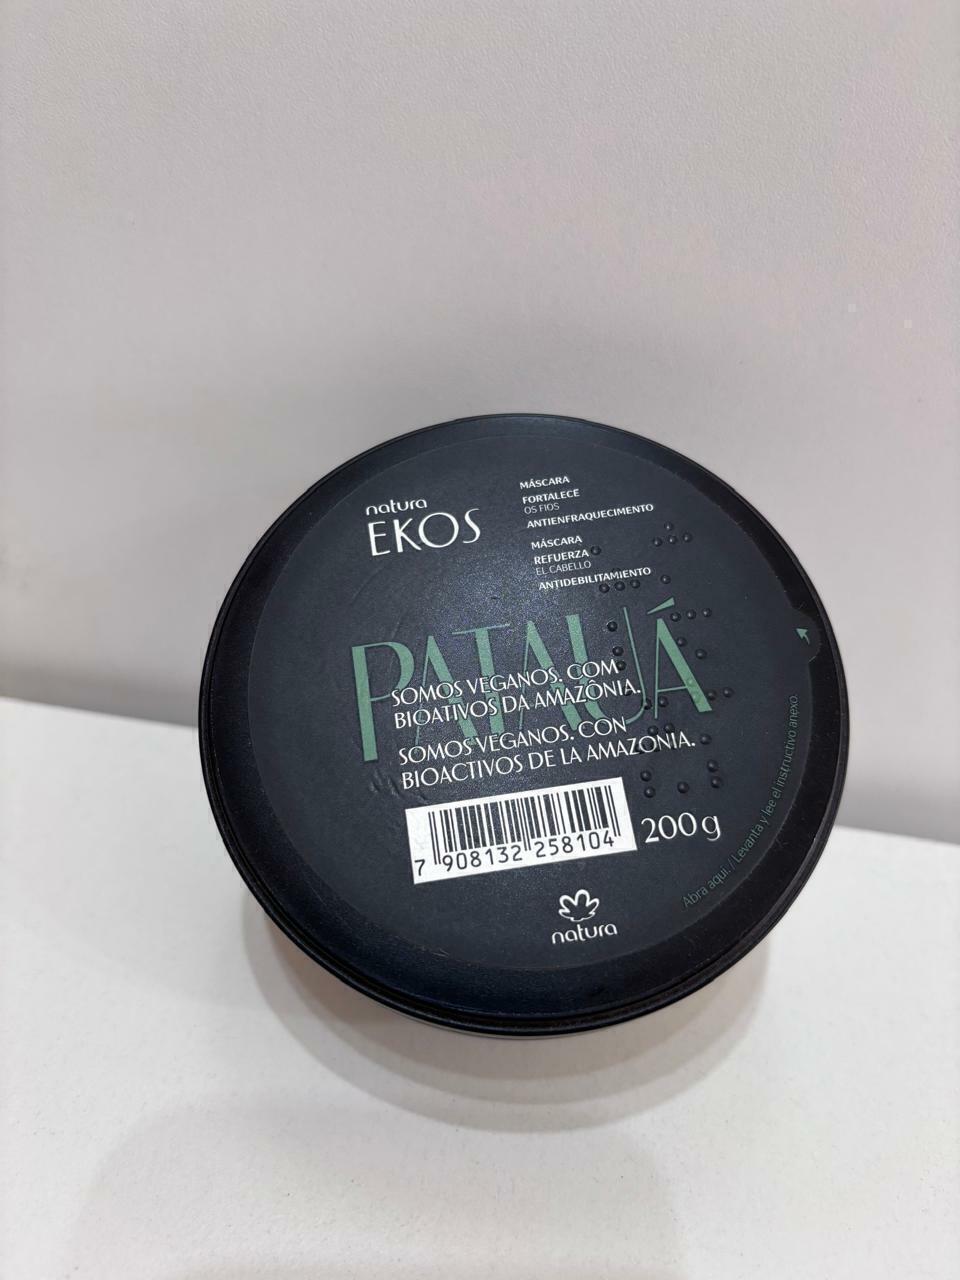 natura
EKOS
MÁSCARA
FORTALECE
OS FIOS
ANTIENFRAQUECIMENTO
MÁSCARA
REFUERZA
EL CABELLO
ANTIDEBILITAMIENTO
PATAUÁ
SOMOS VEGANOS. COM
BIOATIVOS DA AMAZÔNIA.
SOMOS VEGANOS. CON
BIOACTIVOS DE LA AMAZONIA.
7 908132 258104
200 g
natura
Abra aqui. / Levanta y lee el instructivo anexo.